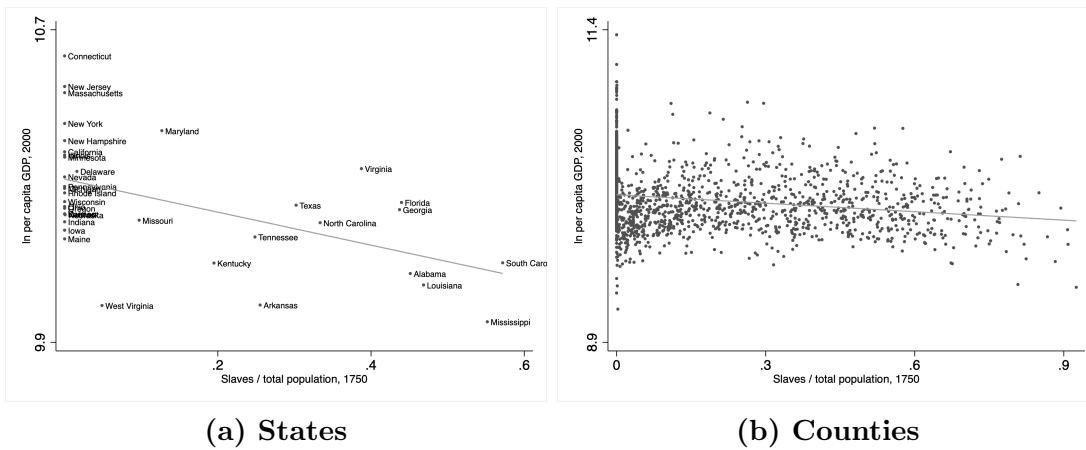 10.7
ln per capita GDP, 2000
9.9
Connecticut
New Jersey
Massachusetts
New York
Maryland
New Hampshire
California
Minnesota
Delaware
Virginia
Nevada
Pennsylvania
Rhode Island
Wisconsin
Texas
Florida
Georgia
Oregon
Indiana
Missouri
North Carolina
Iowa
Maine
Tennessee
Kentucky
South Caro
Alabama
Louisiana
West Virginia
Arkansas
Mississippi
.2 .4 .6
Slaves / total population, 1750
(a) States
11.4
ln per capita GDP, 2000
8.9
0 .3 .6 .9
Slaves / total population, 1750
(b) Counties